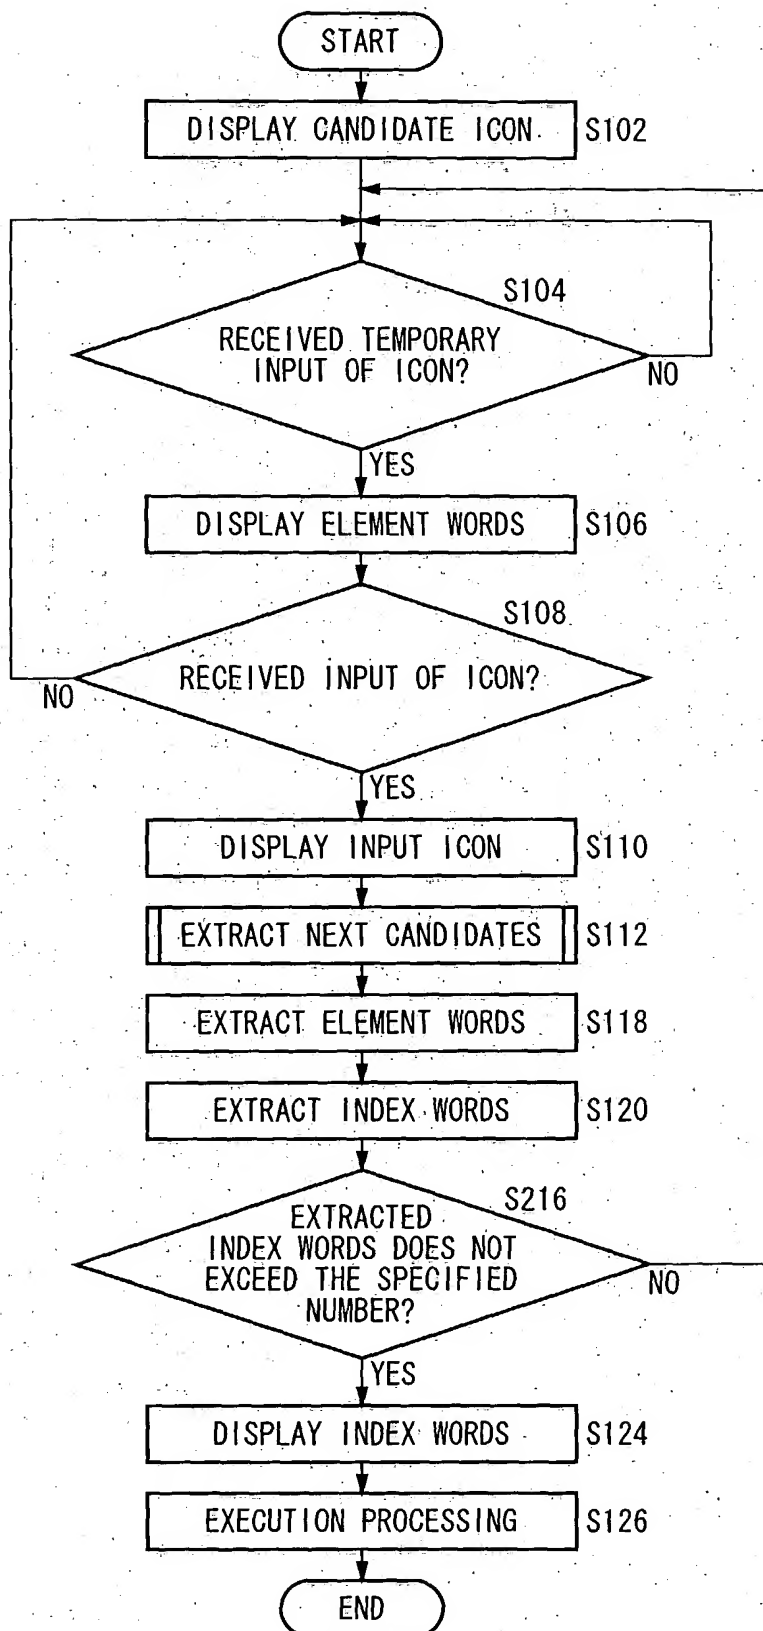 START
DISPLAY CANDIDATE ICON S102
S104
RECEIVED TEMPORARY
INPUT OF ICON?
NO
YES
DISPLAY ELEMENT WORDS S106
S108
RECEIVED INPUT OF ICON?
NO
YES
DISPLAY INPUT ICON S110
EXTRACT NEXT CANDIDATES S112
EXTRACT ELEMENT WORDS S118
EXTRACT INDEX WORDS S120
S216
EXTRACTED
INDEX WORDS DOES NOT
EXCEED THE SPECIFIED
NUMBER?
NO
YES
DISPLAY INDEX WORDS S124
EXECUTION PROCESSING S126
END